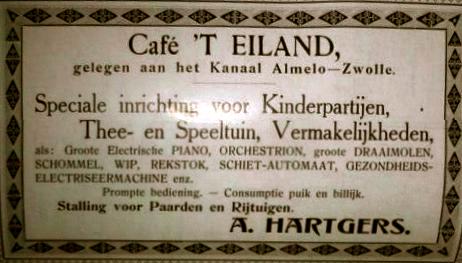 Café 'T EILAND,
gelegen aan het Kanaal Almelo—Zwolle.
Speciale inrichting voor Kinderpartijen,
Thee- en Speeltuin, Vermakelijkheden,
als: Groote Electrische PIANO, ORCHESTRION, groote DRAAIMOLEN,
SCHOMMEL, WIP, REKSTOK, SCHIET-AUTOMAAT, GEZONDHEIDS-
ELECTRISEERMACHINE enz.
Prompte bediening. — Consumptie puik en billijk.
Stalling voor Paarden en Rijtuigen.
A. HARTGERS.